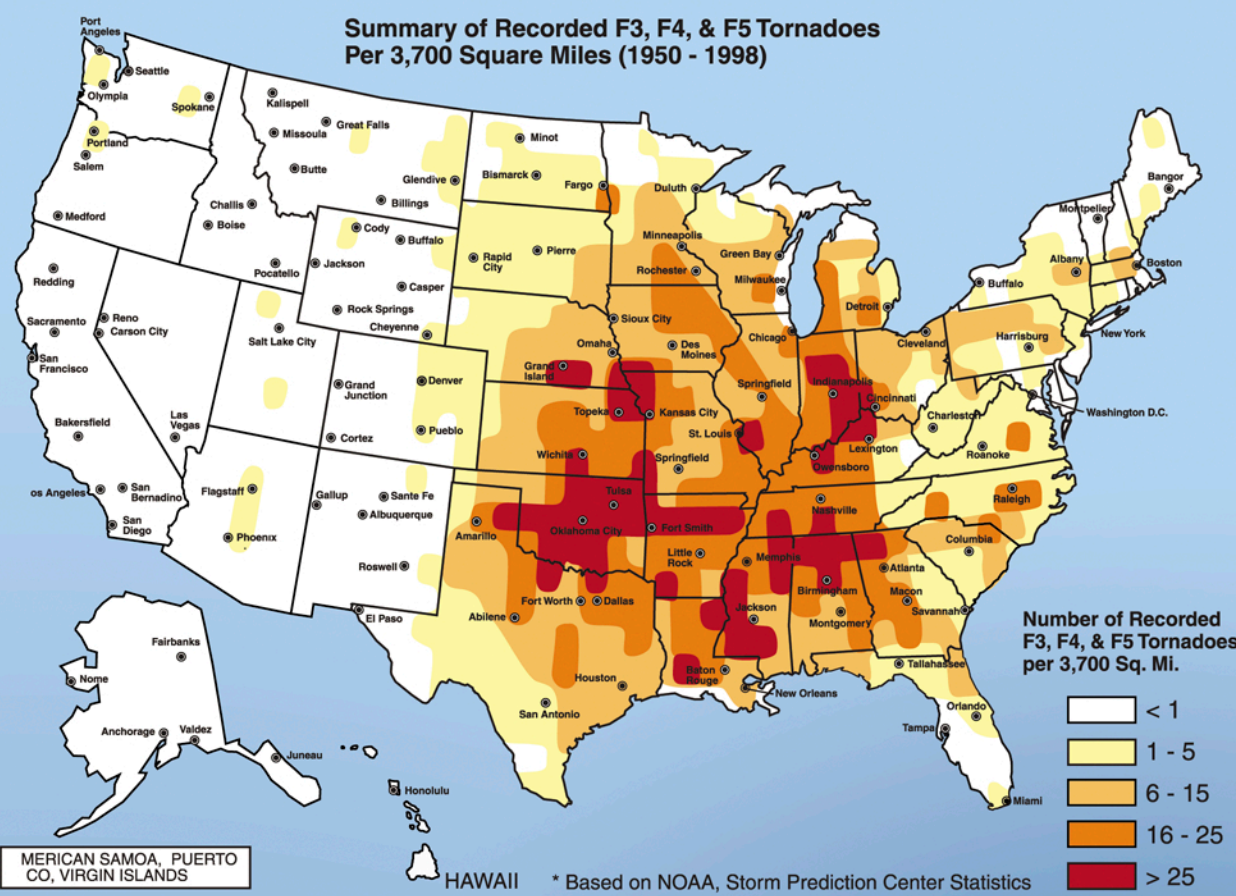 Summary of Recorded F3, F4, & F5 Tornadoes
Per 3,700 Square Miles (1950 - 1998)
Port
Angeles
Seattle
Olympia
Spokane
Portland
Salem
Medford
Kalispell
Missoula
Great Falls
Butte
Glendive
Billings
Challis
Boise
Pocatello
Cody
Buffalo
Jackson
Casper
Rock Springs
Cheyenne
Minot
Bismarck
Fargo
Rapid
City
Pierre
Duluth
Minneapolis
Rochester
Green Bay
Milwaukee
Detroit
Bangor
Montpelier
Albany
Boston
Buffalo
New York
Harrisburg
Cleveland
Washington D.C.
Redding
Sacramento
San
Francisco
Reno
Carson City
Bakersfield
Las
Vegas
os Angeles
San
Bernadino
San
Diego
Salt Lake City
Grand
Junction
Denver
Pueblo
Cortez
Flagstaff
Phoenix
Gallup
Sante Fe
Albuquerque
Roswell
El Paso
Sioux City
Omaha
Grand
Island
Des
Moines
Chicago
Springfield
Indianapolis
Cincinnati
Charleston
Topeka
Kansas City
St. Louis
Wichita
Springfield
Owensboro
Lexington
Roanoke
Tulsa
Oklahoma City
Fort Smith
Amarillo
Little
Rock
Nashville
Raleigh
Memphis
Columbia
Atlanta
Birmingham
Macon
Savannah
Montgomery
Jackson
Abilene
Fort Worth
Dallas
Houston
San Antonio
Baton
Rouge
New Orleans
Tallahassee
Orlando
Tampa
Miami
Fairbanks
Nome
Anchorage
Valdez
Juneau
Honolulu
HAWAII
MERICAN SAMOA, PUERTO
CO, VIRGIN ISLANDS
Number of Recorded
F3, F4, & F5 Tornadoes
per 3,700 Sq. Mi.
< 1
1 - 5
6 - 15
16 - 25
> 25
* Based on NOAA, Storm Prediction Center Statistics